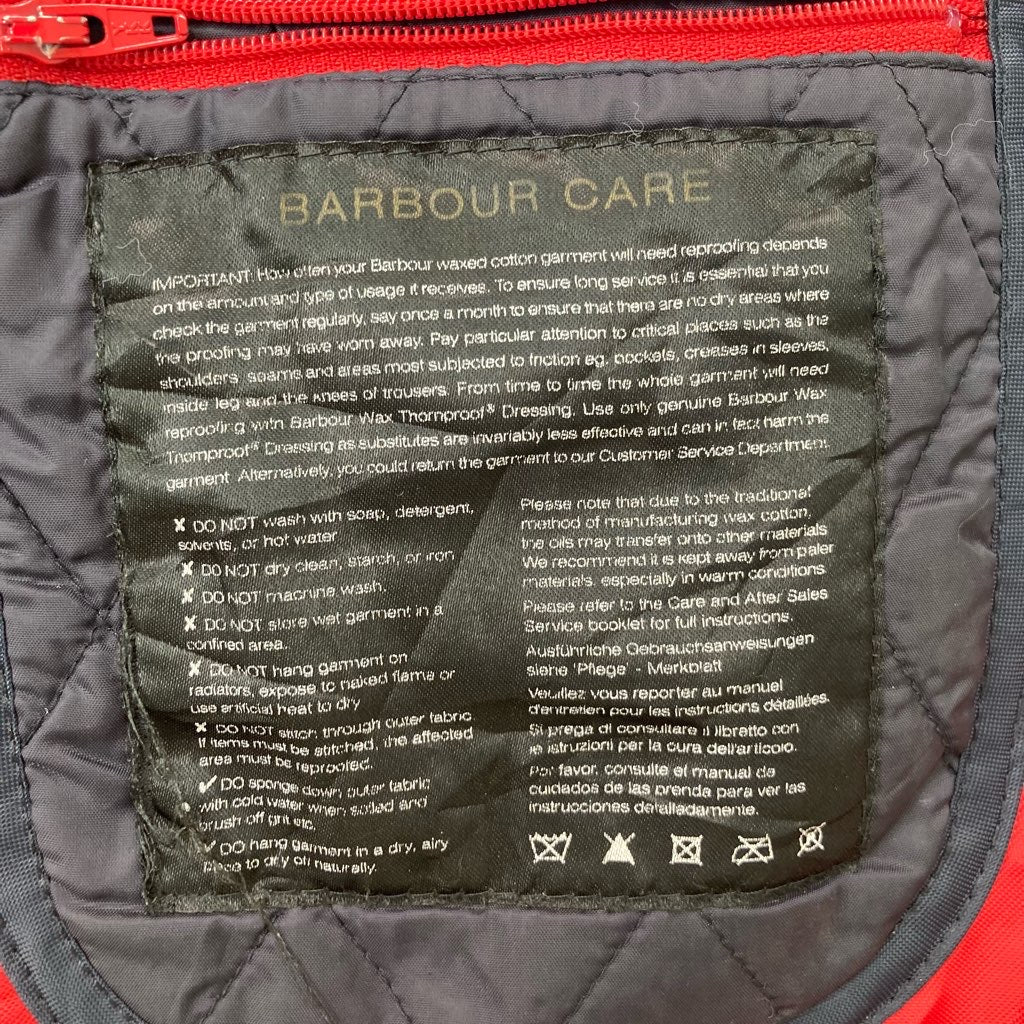 BARBOUR CARE
IMPORTANT: How often your Barbour waxed cotton garment will need reproofing depends
on the amount and type of usage it receives. To ensure long service it is essential that you
check the garment regularly, say once a month to ensure that there are no dry areas where
the proofing may have worn away. Pay particular attention to critical places such as the
shoulders, seams and areas most subjected to friction eg. pockets, creases in sleeves,
inside leg and the knees of trousers. From time to time the whole garment will need
reproofing with Barbour Wax Thornproof® Dressing. Use only genuine Barbour Wax
Thornproof® Dressing as substitutes are invariably less effective and can in fact harm the
garment. Alternatively, you could return the garment to our Customer Service Department.
✘ DO NOT wash with soap, detergent,
solvents, or hot water
✘ DO NOT dry clean, starch, or iron.
✘ DO NOT machine wash.
✘ DO NOT store wet garment in a
confined area.
✘ DO NOT hang garment on
radiators, expose to naked flame or
use artificial heat to dry
✘ DO NOT stitch through outer fabric.
If items must be stitched, the affected
area must be reproofed.
✔ DO sponge down outer fabric
with cold water when soiled and
brush off grit etc.
✔ DO hang garment in a dry, airy
place to dry off naturally.
Please note that due to the traditional
method of manufacturing wax cotton,
the oils may transfer onto other materials
We recommend it is kept away from paler
materials, especially in warm conditions
Please refer to the Care and After Sales
Service booklet for full instructions.
Ausführliche Gebrauchsanweisungen
siehe 'Pflege' - Merkblatt
Veuillez vous reporter au manuel
d'entretien pour les instructions détaillées.
Si prega di consultare il libretto con
le istruzioni per la cura dell'articolo.
Por favor, consulte el manual de
cuidados de las prenda para ver las
instrucciones detalladamente.